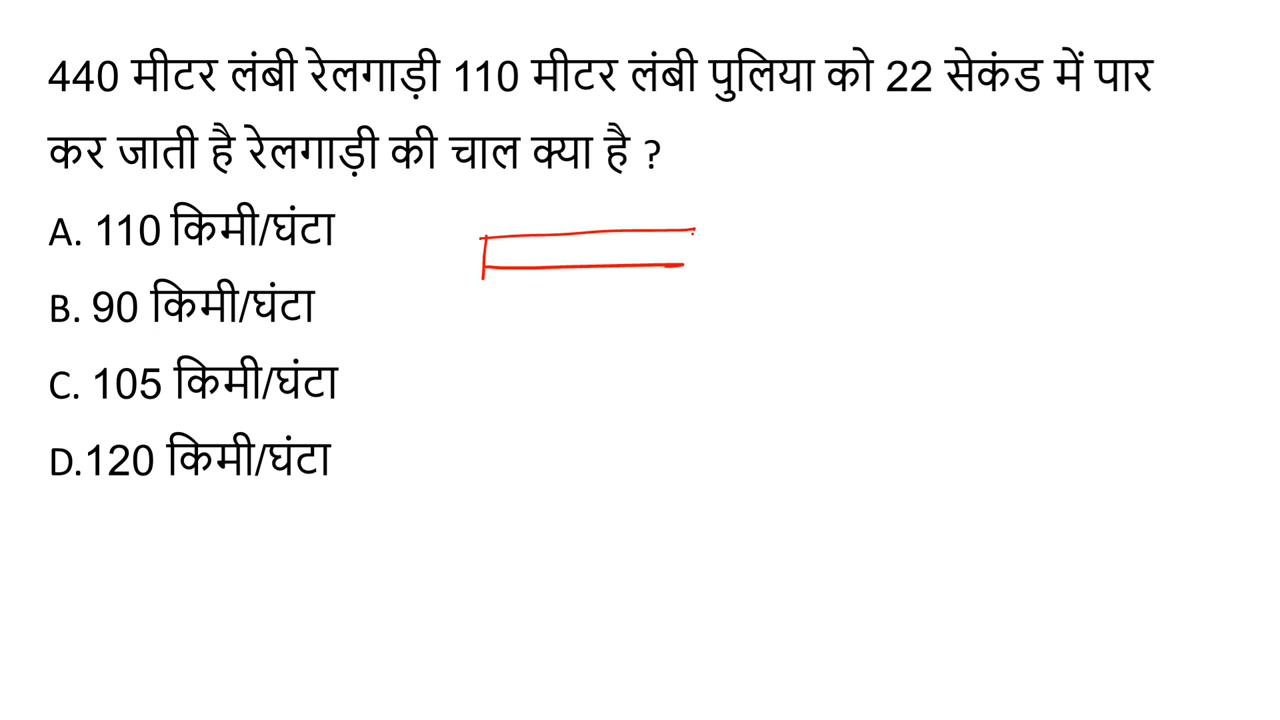 440 मीटर लंबी रेलगाड़ी 110 मीटर लंबी पुलिया को 22 सेकंड में पार
कर जाती है रेलगाड़ी की चाल क्या है ?
A. 110 किमी/घंटा
B. 90 किमी/घंटा
C. 105 किमी/घंटा
D.120 किमी/घंटा